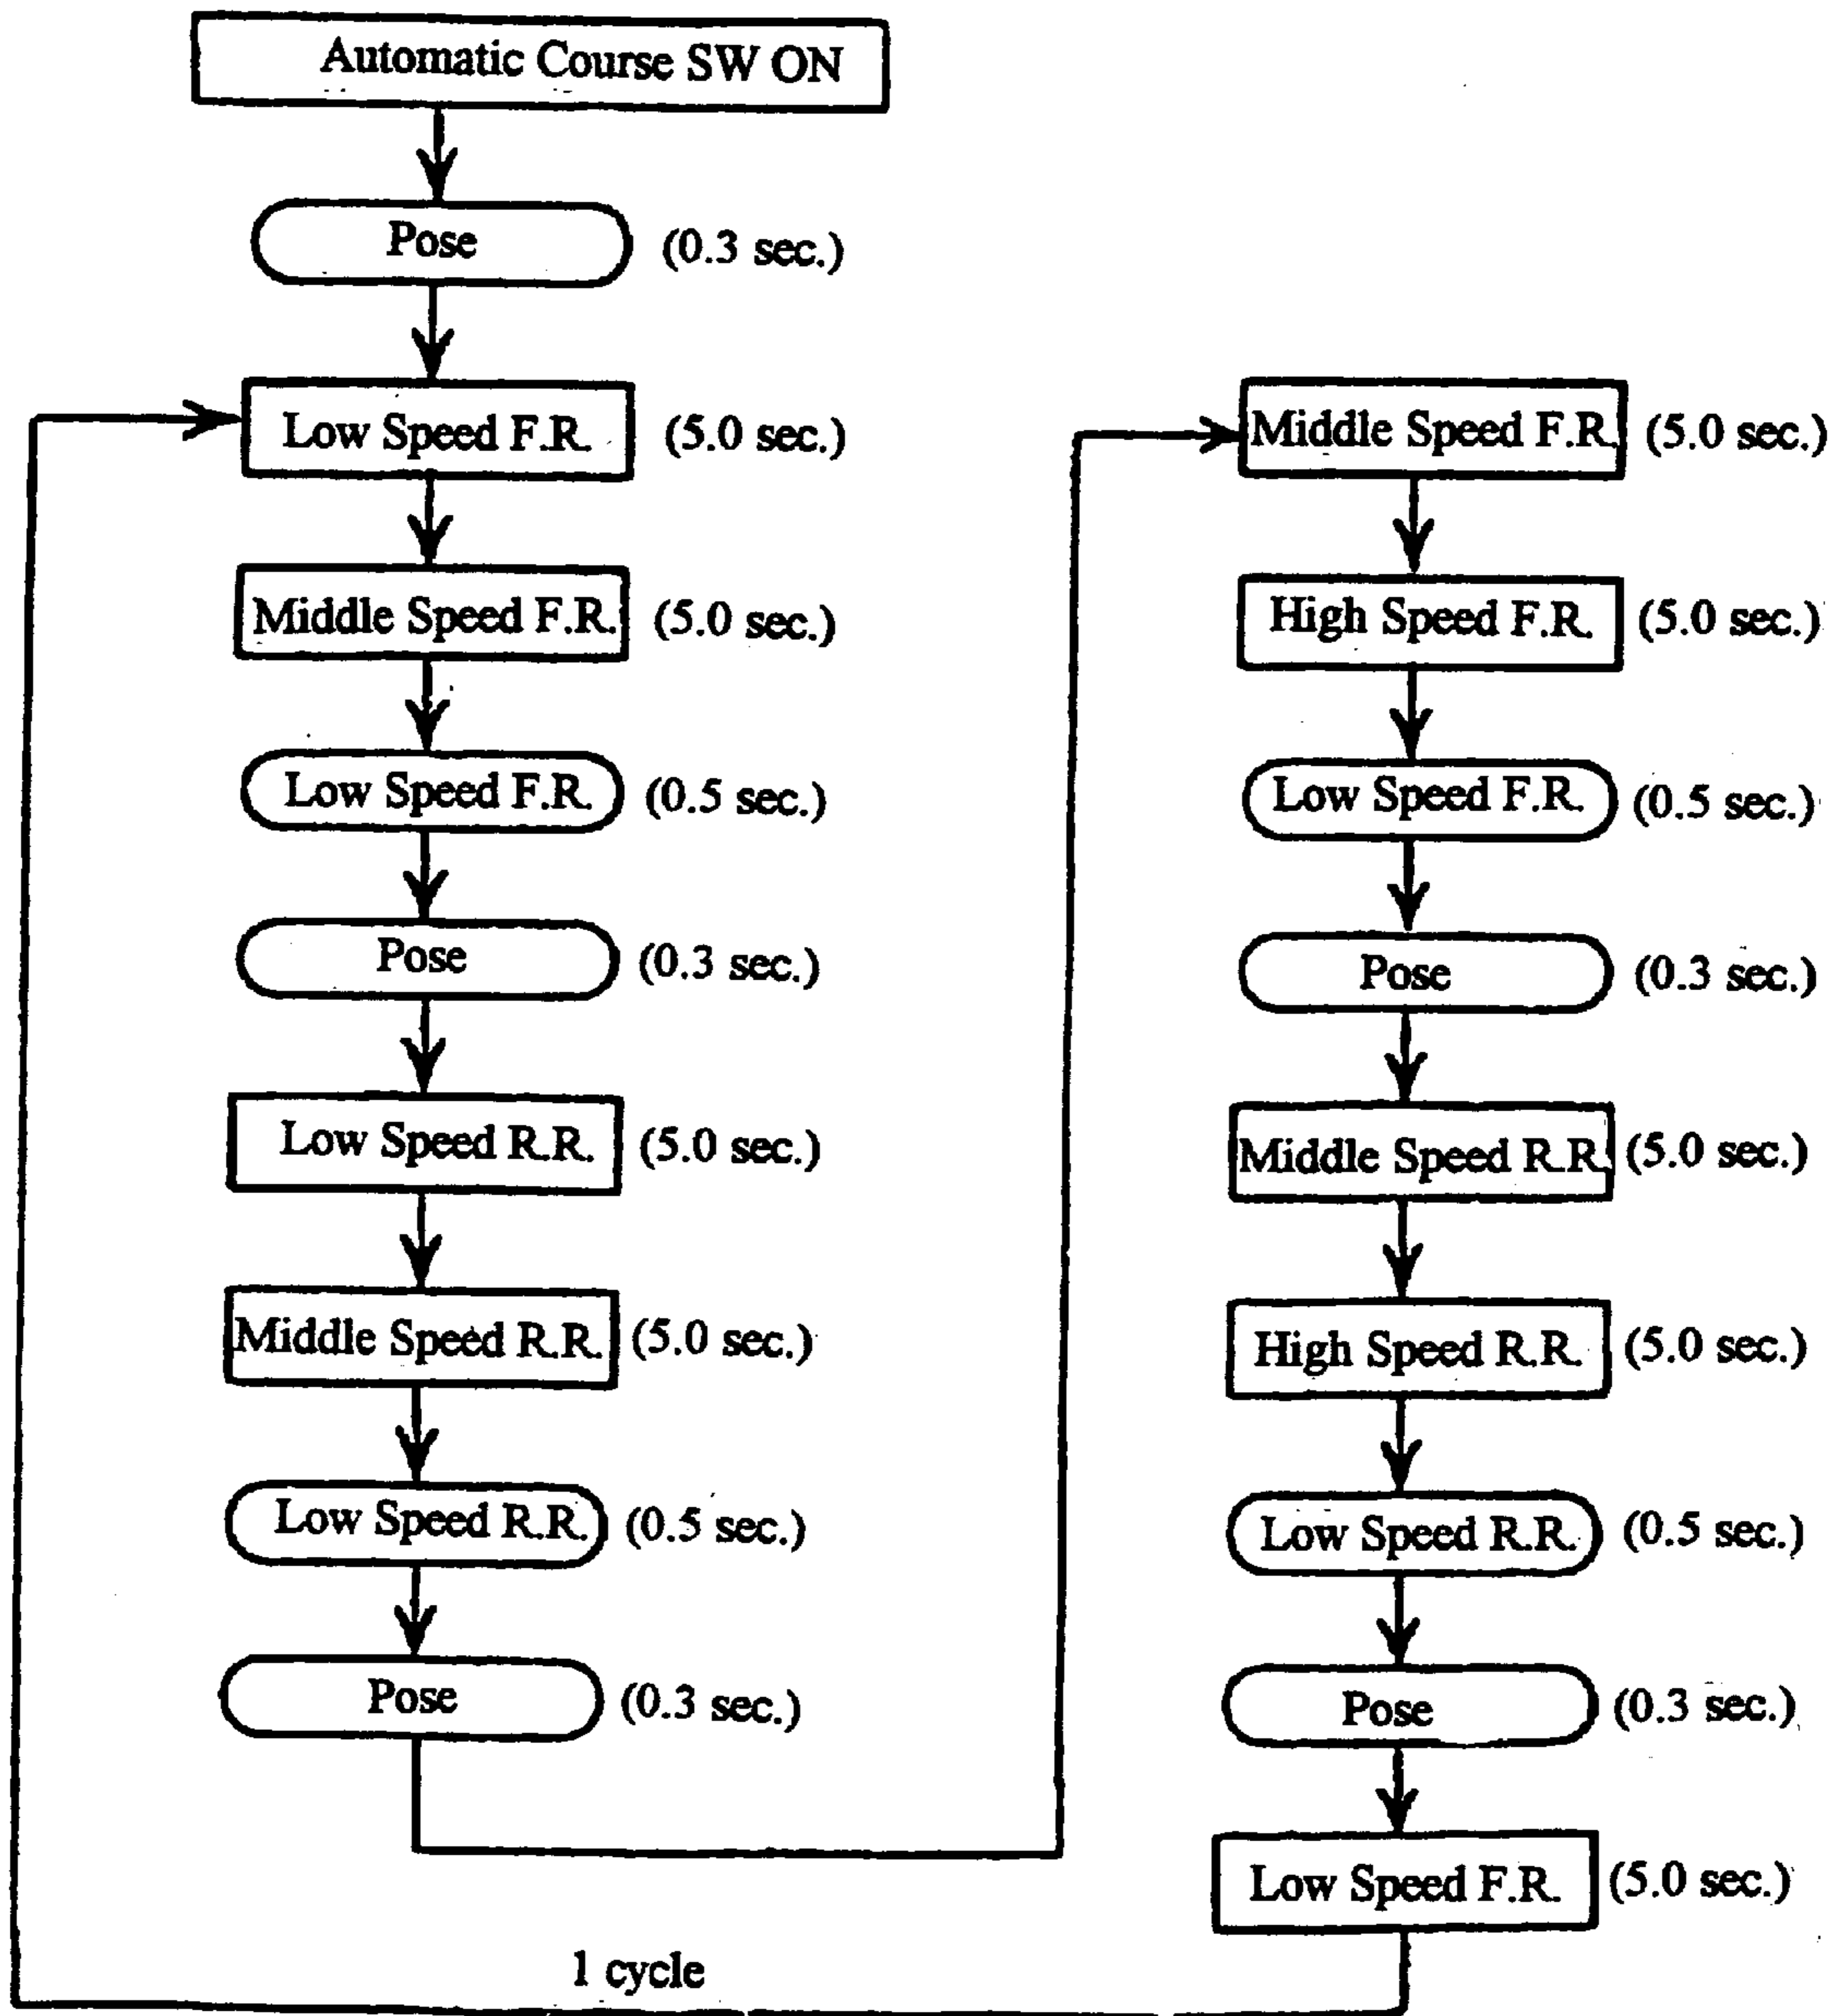 Automatic Course SW ON
Pose (0.3 sec.)
Low Speed F.R. (5.0 sec.)
Middle Speed F.R. (5.0 sec.)
Low Speed F.R. (0.5 sec.)
Pose (0.3 sec.)
Low Speed R.R. (5.0 sec.)
Middle Speed R.R. (5.0 sec.)
Low Speed R.R. (0.5 sec.)
Pose (0.3 sec.)
Middle Speed F.R. (5.0 sec.)
High Speed F.R. (5.0 sec.)
Low Speed F.R. (0.5 sec.)
Pose (0.3 sec.)
Middle Speed R.R. (5.0 sec.)
High Speed R.R. (5.0 sec.)
Low Speed R.R. (0.5 sec.)
Pose (0.3 sec.)
Low Speed F.R. (5.0 sec.)
1 cycle